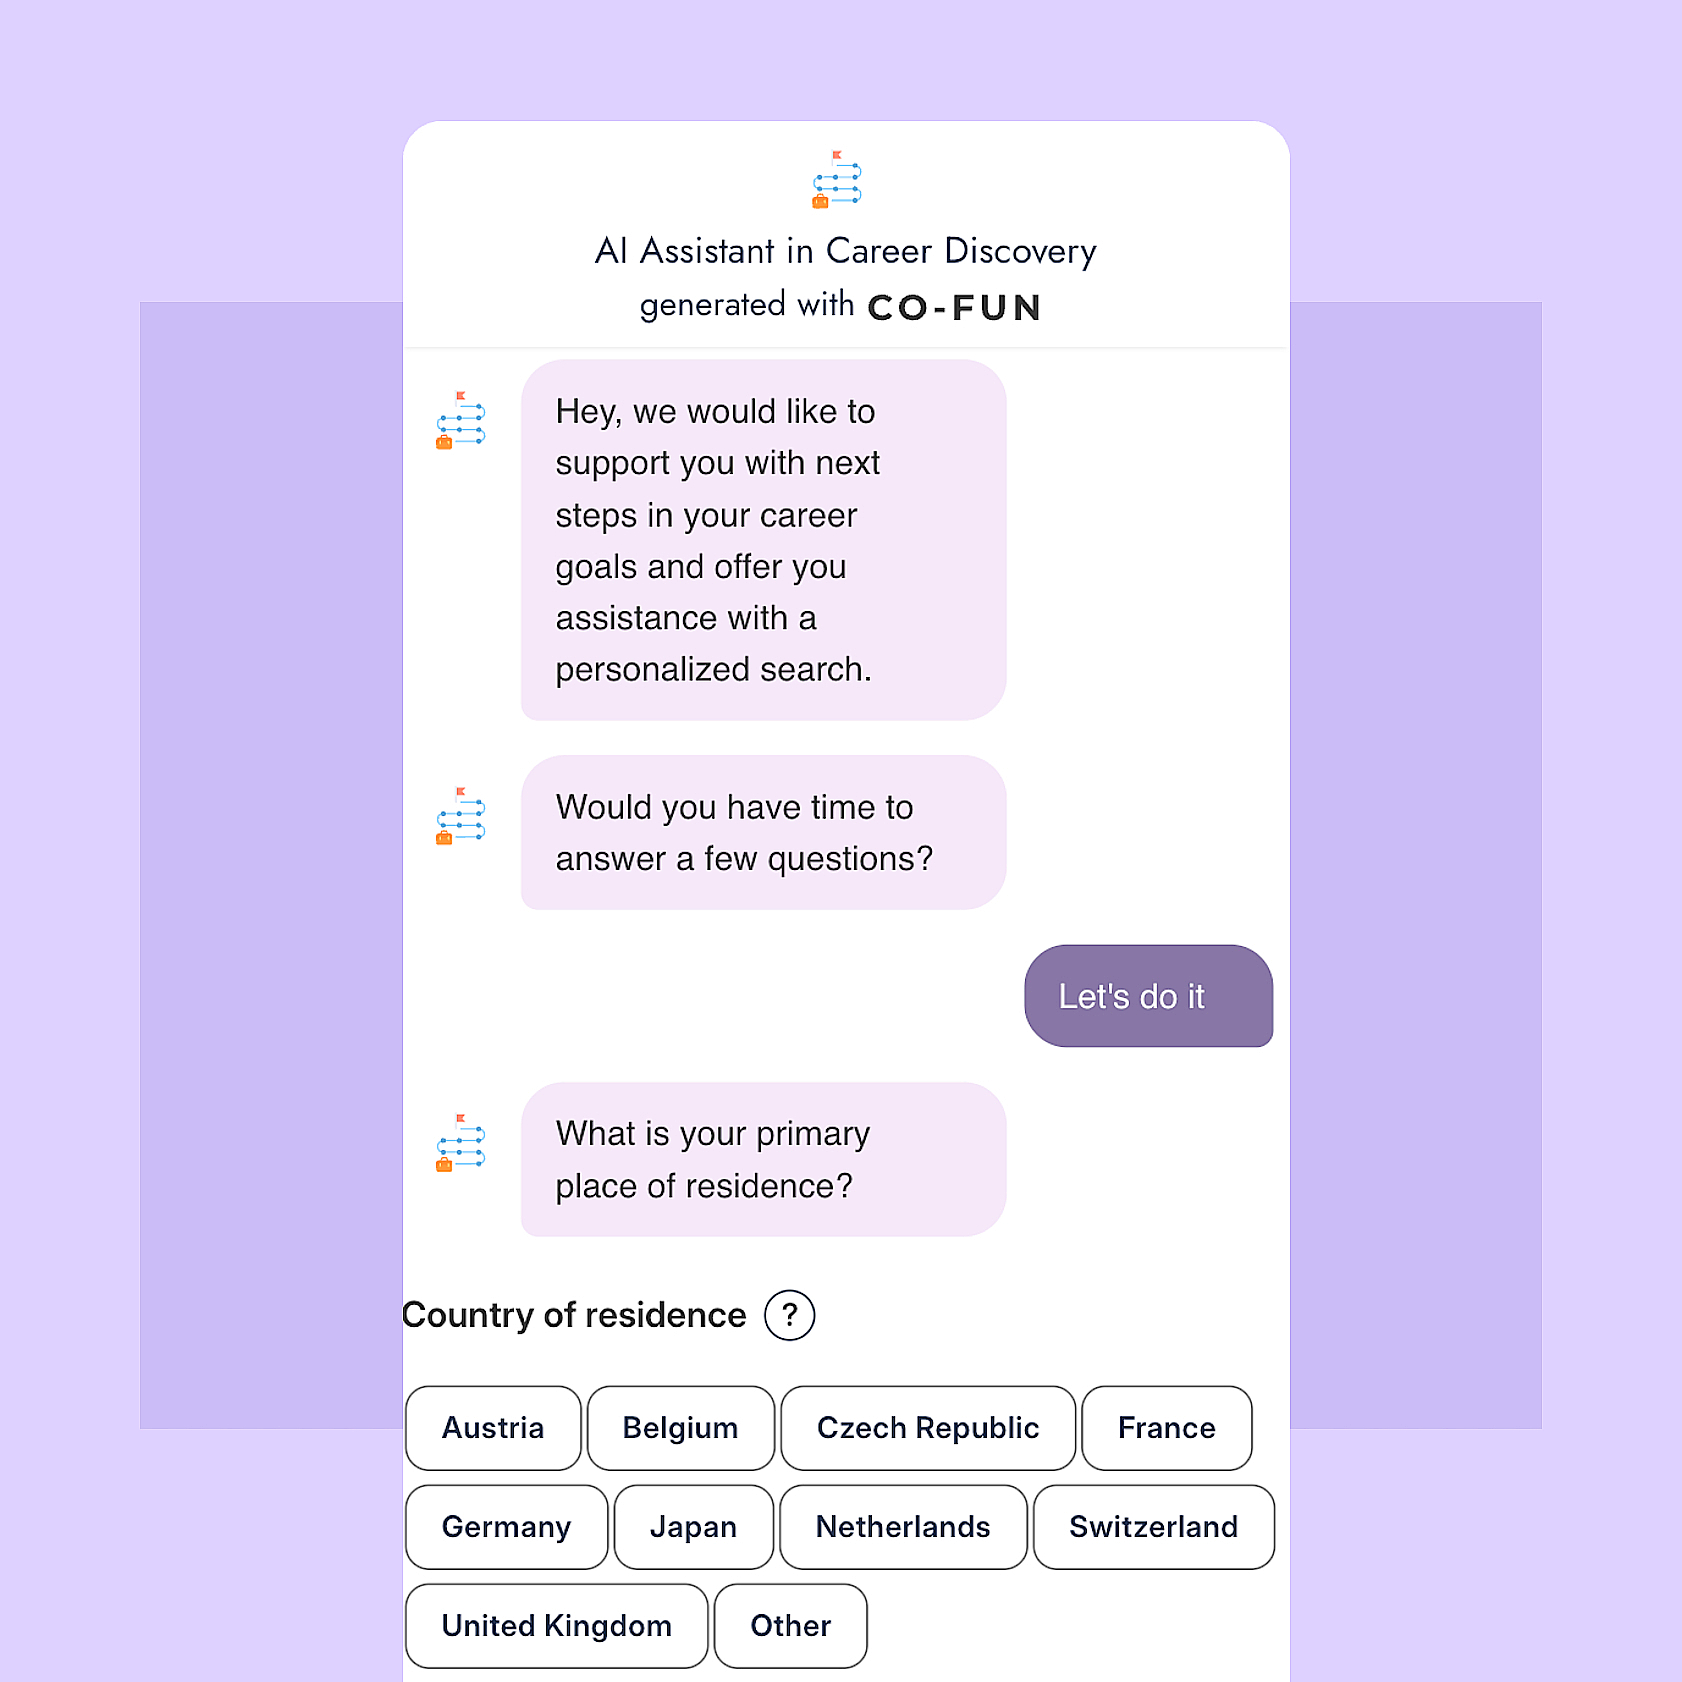 AI Assistant in Career Discovery
generated with CO-FUN
Hey, we would like to
support you with next
steps in your career
goals and offer you
assistance with a
personalized search.
Would you have time to
answer a few questions?
Let's do it
What is your primary
place of residence?
Country of residence ?
Austria Belgium Czech Republic France
Germany Japan Netherlands Switzerland
United Kingdom Other